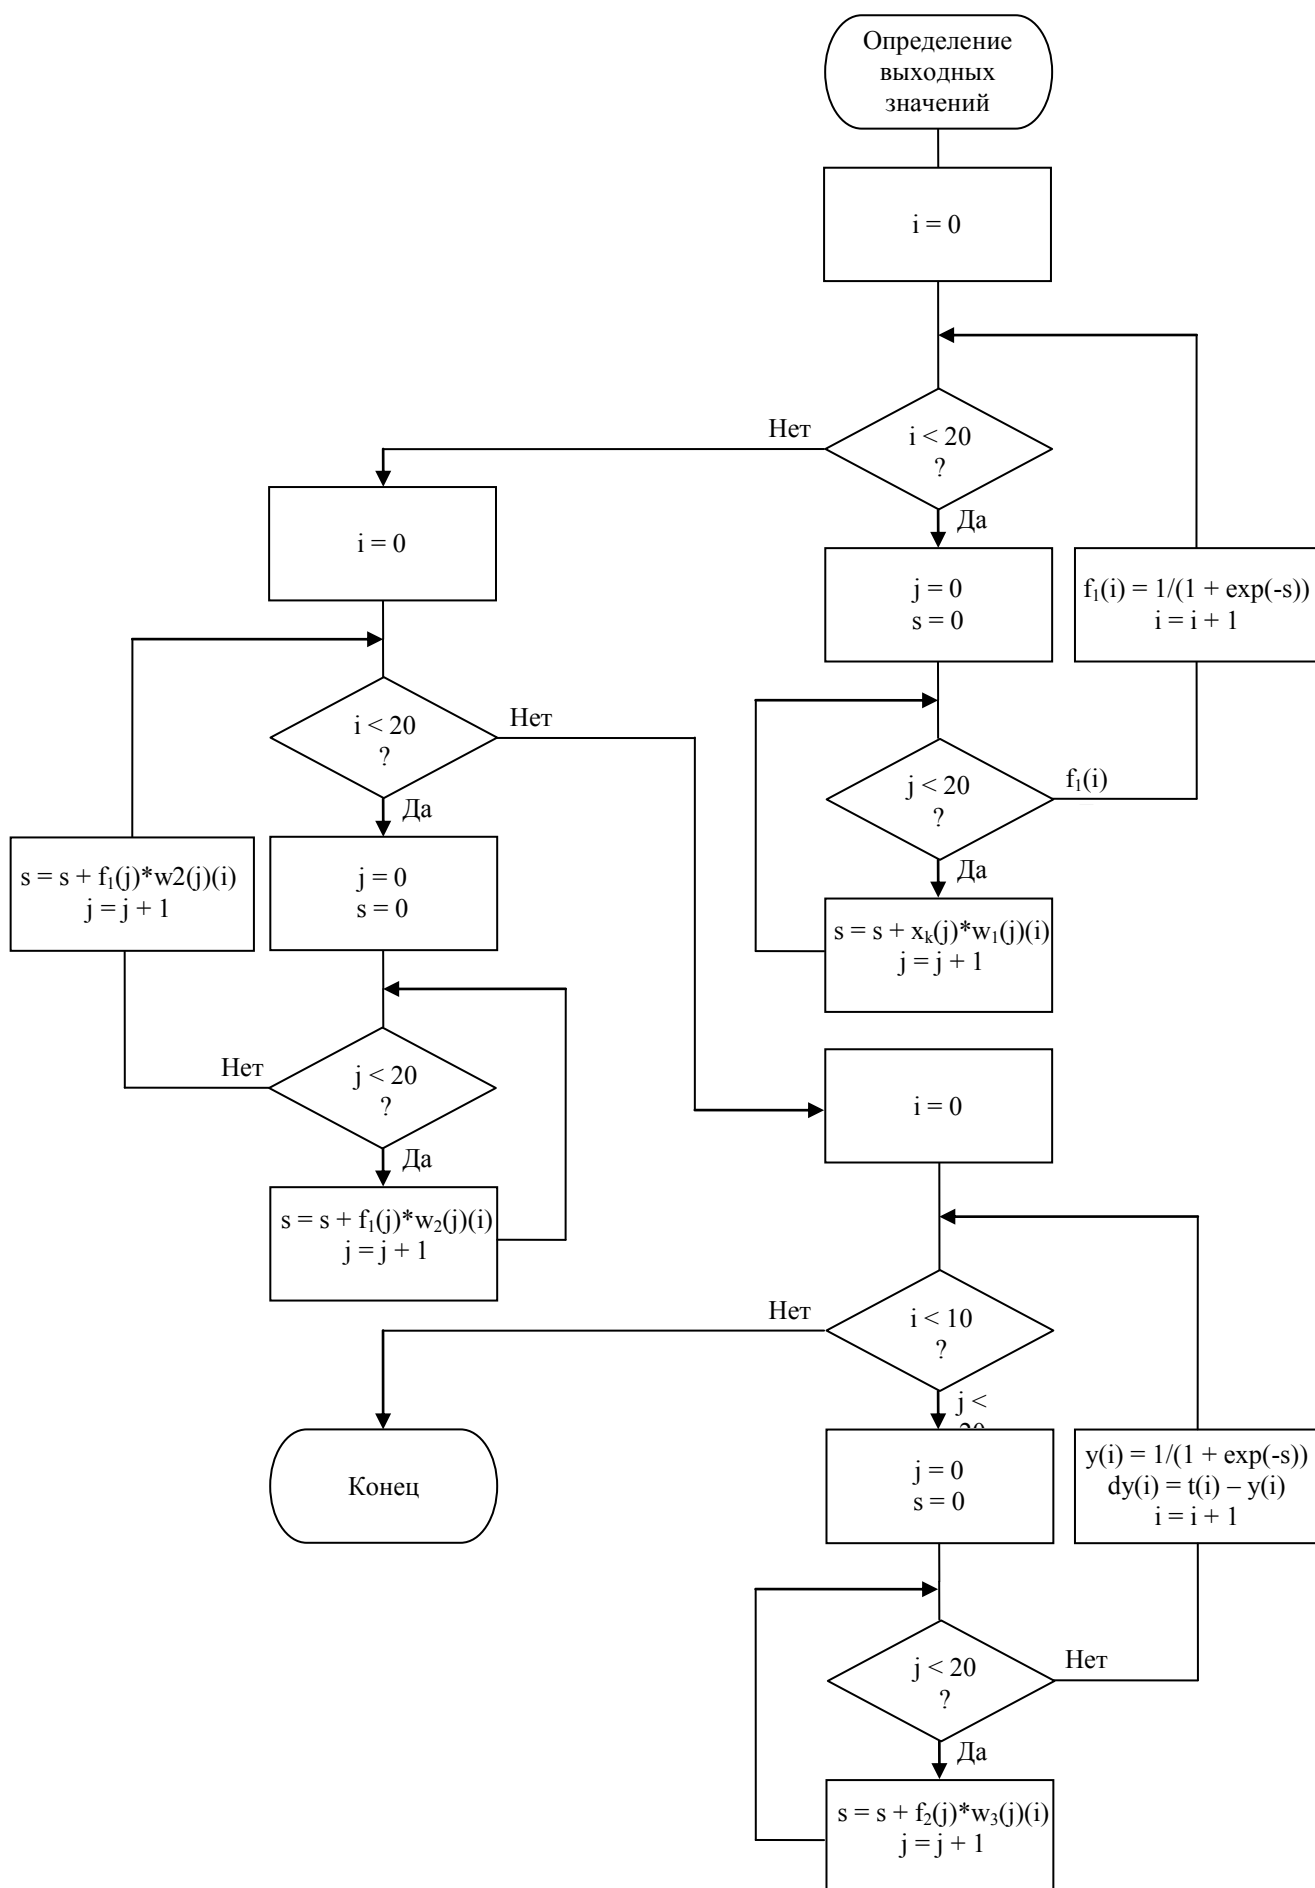 Определение
выходных
значений
i = 0
i < 20
?
Нет
Да
i = 0
j = 0
s = 0
f₁(i) = 1/(1 + exp(-s))
i = i + 1
i < 20
?
Нет
Да
j < 20
?
f₁(i)
Да
s = s + f₁(j)*w2(j)(i)
j = j + 1
j = 0
s = 0
s = s + xₖ(j)*w₁(j)(i)
j = j + 1
Нет
j < 20
?
Да
i = 0
s = s + f₁(j)*w₂(j)(i)
j = j + 1
Нет
i < 10
?
j <
Конец
j = 0
s = 0
y(i) = 1/(1 + exp(-s))
dy(i) = t(i) – y(i)
i = i + 1
j < 20
?
Нет
Да
s = s + f₂(j)*w₃(j)(i)
j = j + 1